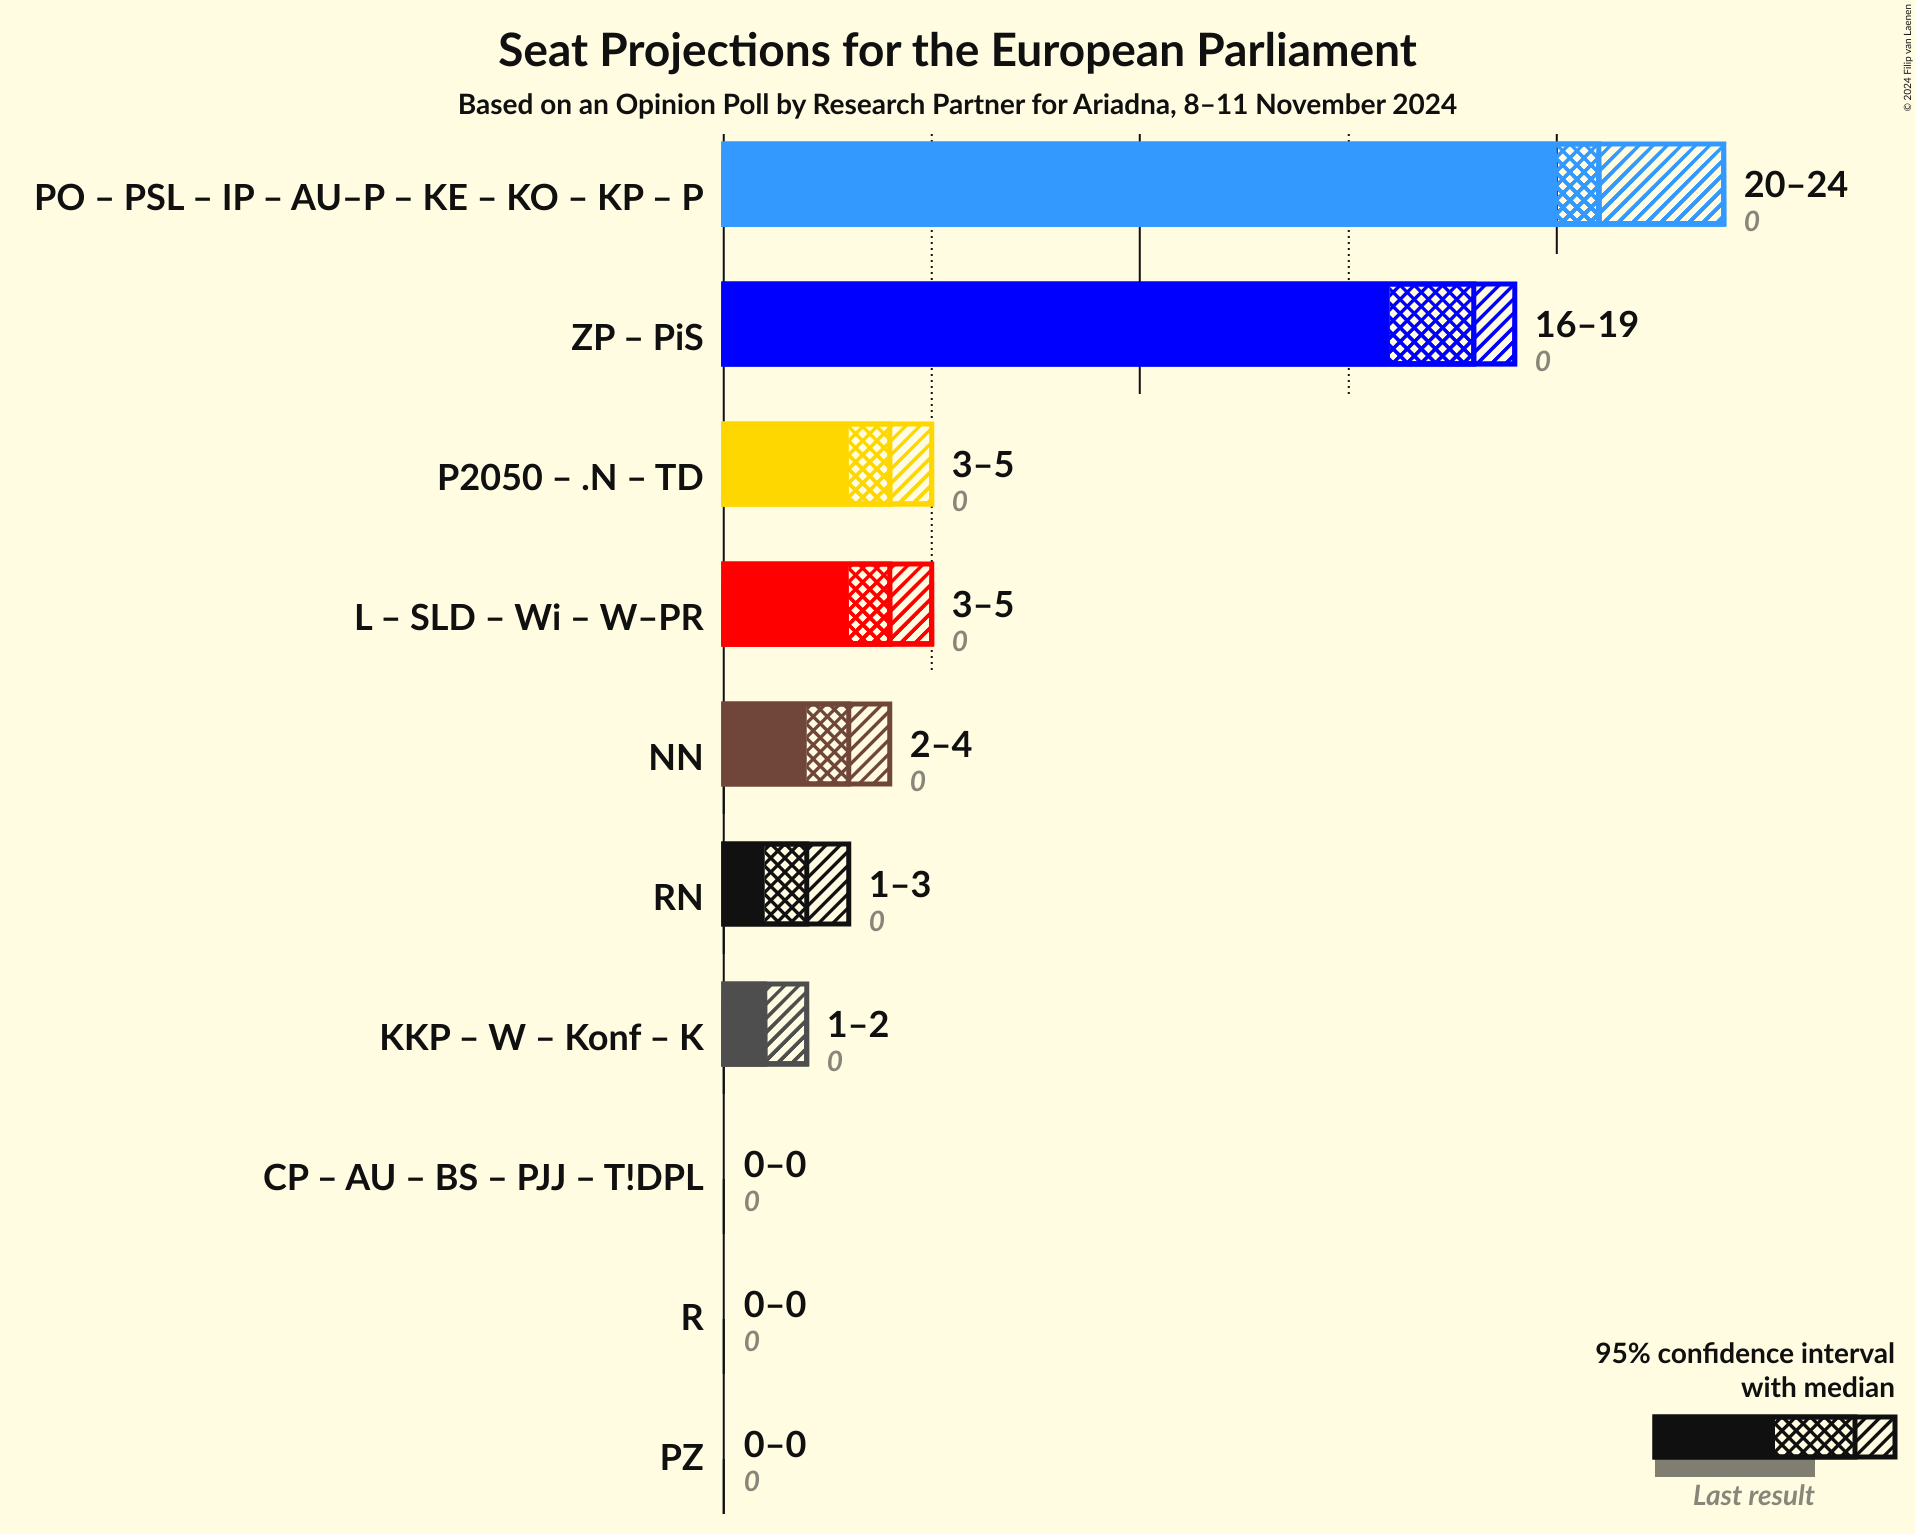 Seat Projections for the European Parliament
Based on an Opinion Poll by Research Partner for Ariadna, 8–11 November 2024
© 2024 Filip van Laenen
PO – PSL – IP – AU–P – KE – KO – KP – P
20–24
0
ZP – PiS
16–19
0
P2050 – .N – TD
3–5
0
L – SLD – Wi – W–PR
3–5
0
NN
2–4
0
RN
1–3
0
KKP – W – Konf – K
1–2
0
CP – AU – BS – PJJ – T!DPL
0–0
0
R
0–0
0
PZ
0–0
0
95% confidence interval
with median
Last result